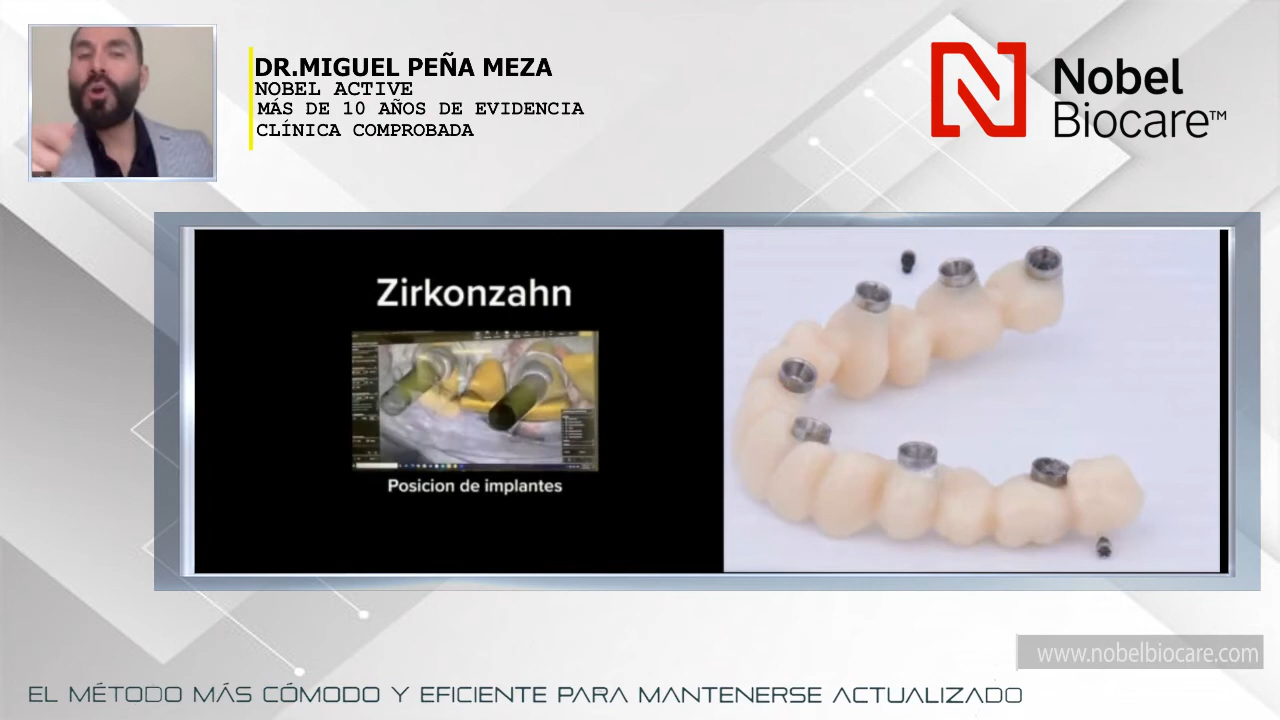 DR.MIGUEL PEÑA MEZA
NOBEL ACTIVE
MÁS DE 10 AÑOS DE EVIDENCIA
CLÍNICA COMPROBADA
Nobel
Biocare™
Zirkonzahn
Posicion de implantes
www.nobelbiocare.com
EL MÉTODO MÁS CÓMODO Y EFICIENTE PARA MANTENERSE ACTUALIZADO